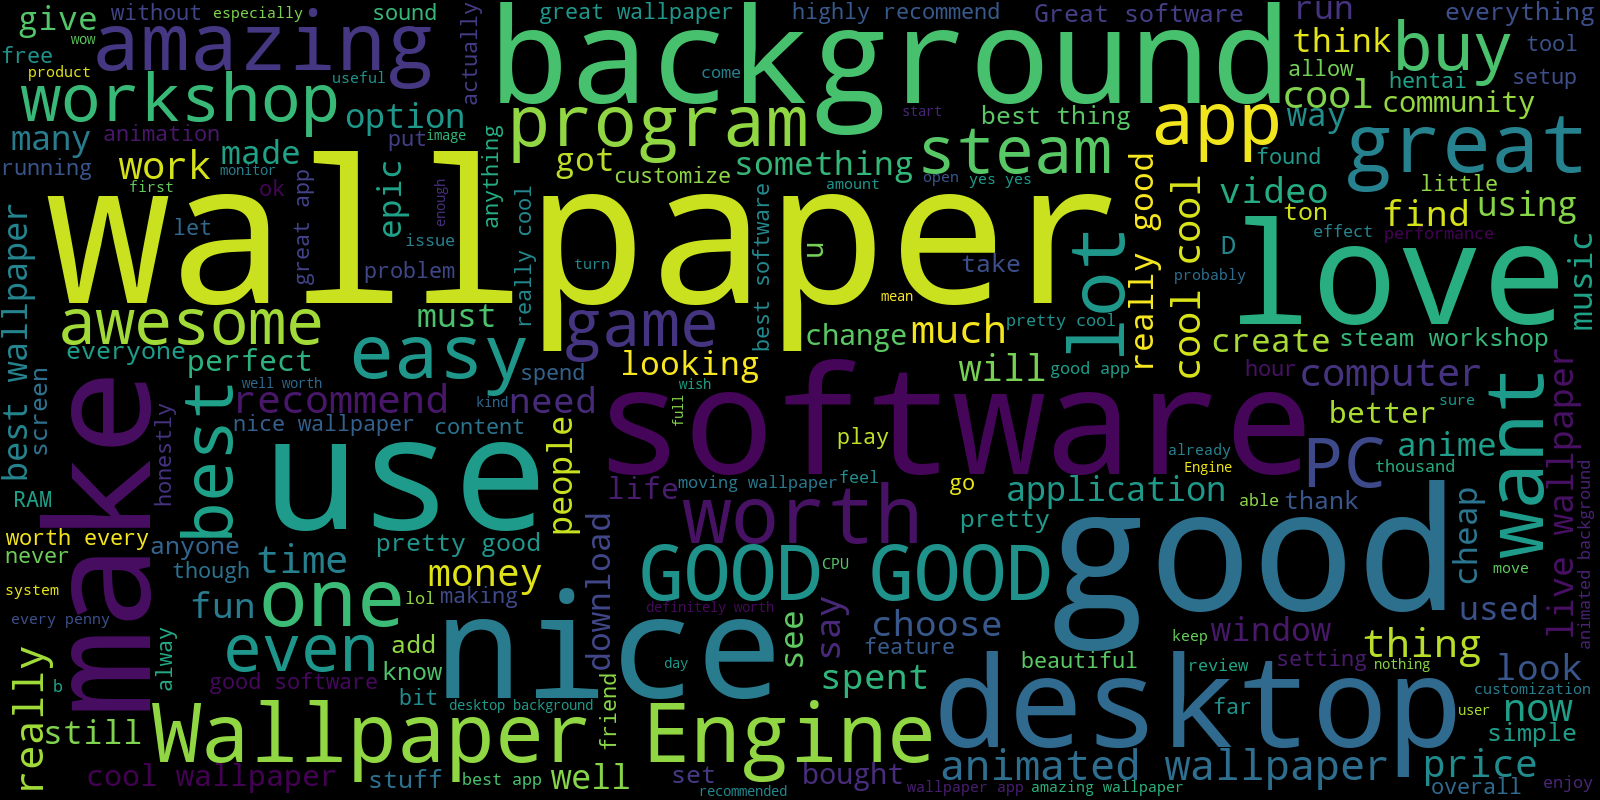 give
wow
free
product
amazing
without
especially
sound
useful
actually
great wallpaper
highly recommend
Great software
run
everything
background
come
think
buy
tool
allow
hentai
setup
workshop
option
program
start
best thing
app
cool
way
community
many
animation
put
image
made
running
work
monitor
first
ok
epic
enough
anything
got
customize
something
steam
amount
open
yes yes
really good
found
great
video
little
ton
find
using
wallpaper
let
great app
issue
problem
really cool
turn
u
best software
take
mean
lot
cool cool
D
effect
performance
probably
love
music
best wallpaper
awesome
must
game
change
much
pretty cool
create
steam workshop
everyone
perfect
easy
looking
will
good app
hour
computer
screen
well worth
spend
wish
kind
need
full
recommend
software
better
sure
want
live wallpaper
make
honestly
best
nice wallpaper
content
people
play
already
Engine
PC
anime
thousand
RAM
use
life
moving wallpaper
feel
go
application
able
thank
worth
pretty
good
cheap
worth every
never
anyone
though
time
pretty good
download
GOOD GOOD
CPU
move
animated background
system
every penny
fun
one
money
lol
making
definitely worth
see
say
choose
feature
used
keep
window
thing
alway
even
add
know
nice
day
beautiful
review
setting
nothing
look
really
b
good software
bit
desktop background
friend
spent
desktop
far
customization
user
now
simple
still
Wallpaper Engine
cool wallpaper
stuff
best app
well
set
recommended
bought
animated wallpaper
wallpaper app
amazing wallpaper
price
overall
enjoy